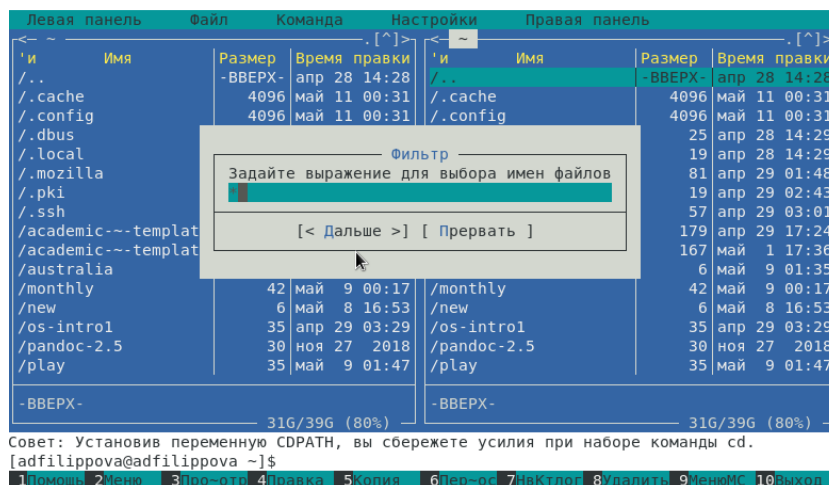 Левая панель Файл Команда Настройки Правая панель
<─ ~ .[^]> <─ ~ .[^]>
'и Имя Размер Время правки 'и Имя Размер Время правки
/.. -ВВЕРХ- апр 28 14:28 /.. -ВВЕРХ- апр 28 14:28
/.cache 4096 май 11 00:31 /.cache 4096 май 11 00:31
/.config 4096 май 11 00:31 /.config 4096 май 11 00:31
/.dbus 25 апр 28 14:29
/.local Фильтр 19 апр 28 14:29
/.mozilla Задайте выражение для выбора имен файлов 81 апр 29 01:48
/.pki * 19 апр 29 02:43
/.ssh 57 апр 29 03:01
/academic-~-templat [< Дальше >] [ Прервать ] 179 апр 29 17:24
/academic-~-templat 167 май 1 17:36
/australia 6 май 9 01:35
/monthly 42 май 9 00:17 /monthly 42 май 9 00:17
/new 6 май 8 16:53 /new 6 май 8 16:53
/os-intro1 35 апр 29 03:29 /os-intro1 35 апр 29 03:29
/pandoc-2.5 30 ноя 27 2018 /pandoc-2.5 30 ноя 27 2018
/play 35 май 9 01:47 /play 35 май 9 01:47
-ВВЕРХ- -ВВЕРХ-
31G/39G (80%) 31G/39G (80%)
Совет: Установив переменную CDPATH, вы сбережете усилия при наборе команды cd.
[adfilippova@adfilippova ~]$
1Помощь 2Меню 3Про~отр 4Правка 5Копия 6Пер~ос 7НвКтлог 8Удалить 9МенюМС 10Выход